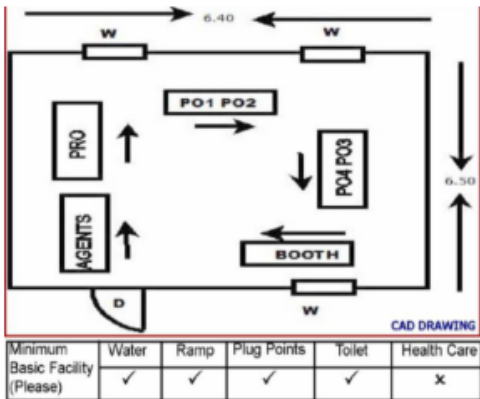 6.40
W
W
PO1 PO2
PRO
PO4 PO3
6.50
AGENTS
BOOTH
D
W
CAD DRAWING
Minimum Basic Facility (Please) Water Ramp Plug Points Toilet Health Care
✓ ✓ ✓ ✓ x